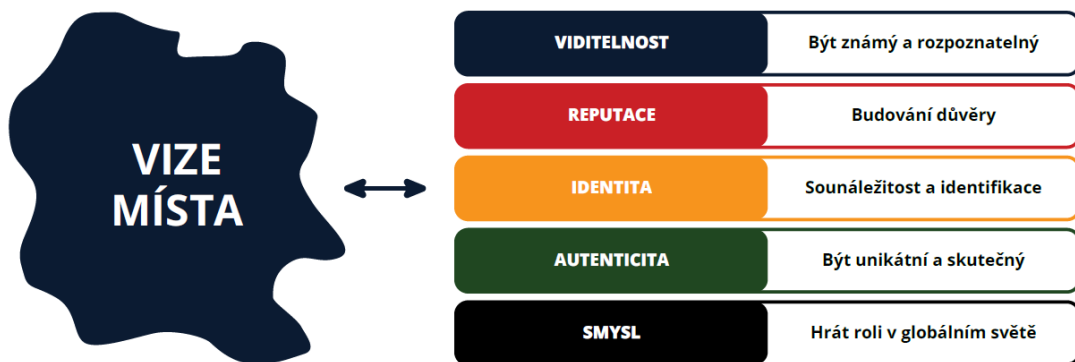 VIZE
MÍSTA
VIDITELNOST
Být známý a rozpoznatelný
REPUTACE
Budování důvěry
IDENTITA
Sounáležitost a identifikace
AUTENTICITA
Být unikátní a skutečný
SMYSL
Hrát roli v globálním světě